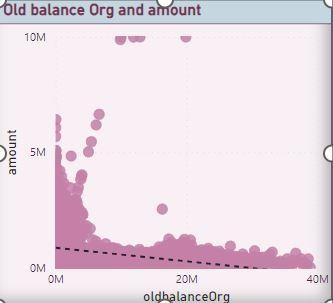 Old balance Org and amount
10M
5M
0M
amount
0M
20M
40M
oldbalanceOrg